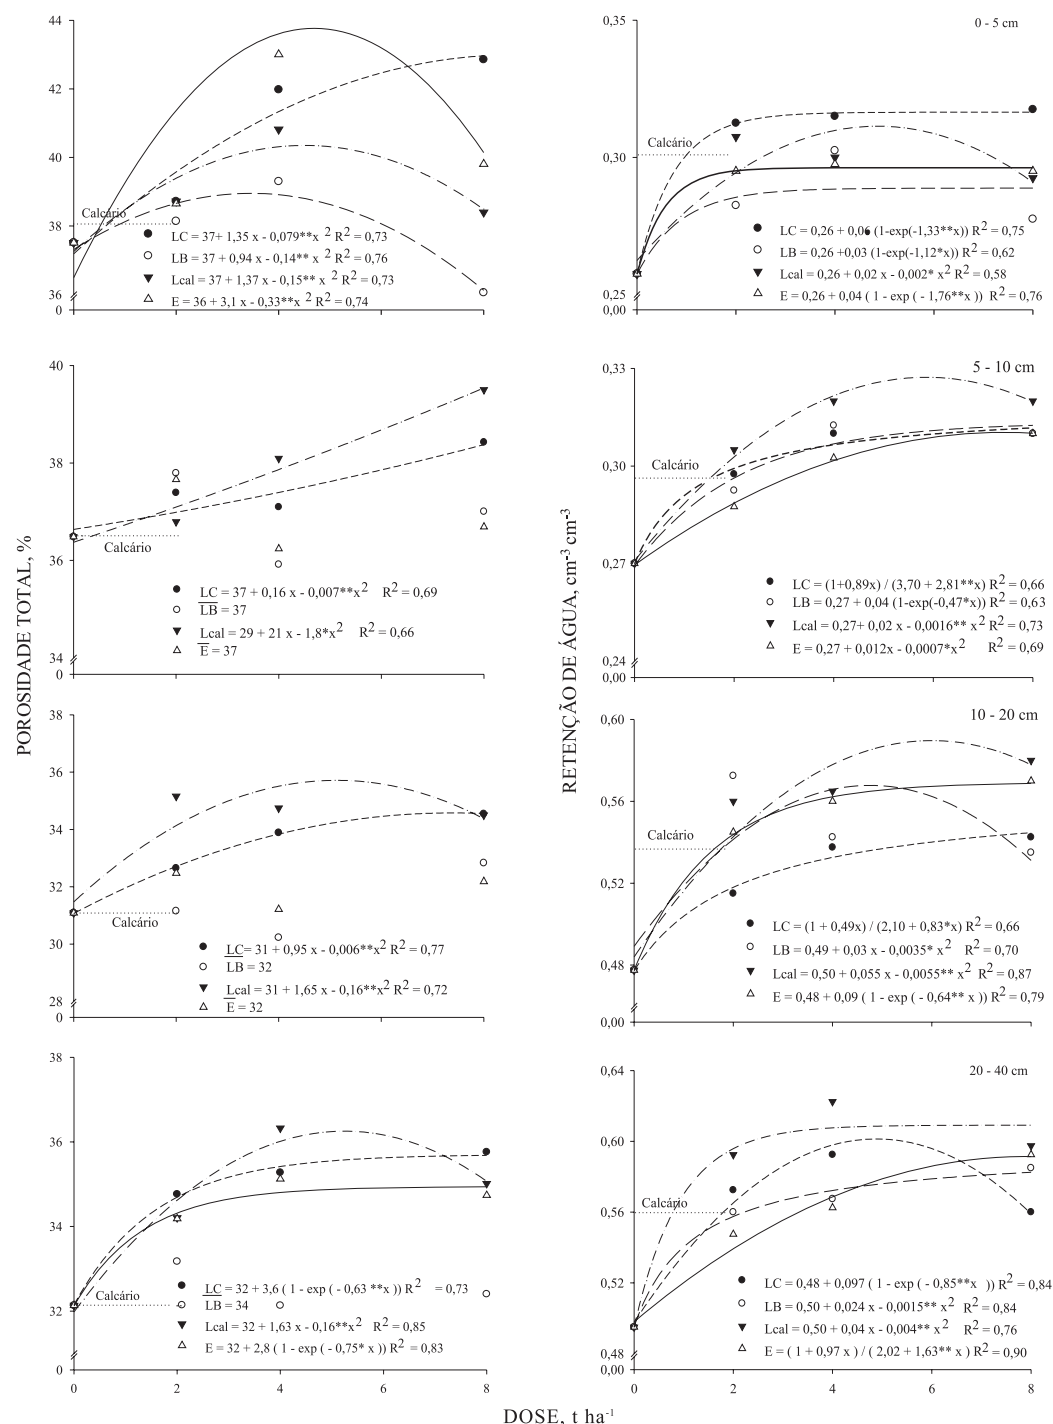 POROSIDADE TOTAL, %
44
42
40
38
36
0
Calcário
LC = 37+ 1,35 x - 0,079**x 2 R2 = 0,73
LB = 37 + 0,94 x - 0,14** x 2 R2 = 0,76
Lcal = 37 + 1,37 x - 0,15** x 2 R2 = 0,73
E = 36 + 3,1 x - 0,33**x 2 R2 = 0,74
RETENÇÃO DE ÁGUA, cm-3 cm-3
0,35
0,30
0,25
0,00
0 - 5 cm
Calcário
LC = 0,26 + 0,06 (1-exp(-1,33**x)) R2 = 0,75
LB = 0,26 +0,03 (1-exp(-1,12*x)) R2 = 0,62
Lcal = 0,26 + 0,02 x - 0,002* x2 R2 = 0,58
E = 0,26 + 0,04 ( 1 - exp ( - 1,76**x )) R2 = 0,76
40
38
36
34
0
Calcário
LC = 37 + 0,16 x - 0,007**x2 R2 = 0,69
LB = 37
Lcal = 29 + 21 x - 1,8*x2 R2 = 0,66
E = 37
0,33
0,30
0,27
0,24
0,00
5 - 10 cm
Calcário
LC = (1+0,89x) / (3,70 + 2,81**x) R2 = 0,66
LB = 0,27 + 0,04 (1-exp(-0,47*x)) R2 = 0,63
Lcal = 0,27+ 0,02 x - 0,0016** x2 R2 = 0,73
E = 0,27 + 0,012x - 0,0007*x2 R2 = 0,69
38
36
34
32
30
28
0
Calcário
LC = 31 + 0,95 x - 0,006**x2 R2 = 0,77
LB = 32
Lcal = 31 + 1,65 x - 0,16**x2 R2 = 0,72
E = 32
0,60
0,56
0,52
0,48
0,00
10 - 20 cm
Calcário
LC = (1 + 0,49x) / (2,10 + 0,83*x) R2 = 0,66
LB = 0,49 + 0,03 x - 0,0035* x2 R2 = 0,70
Lcal = 0,50 + 0,055 x - 0,0055** x2 R2 = 0,87
E = 0,48 + 0,09 ( 1 - exp ( - 0,64** x )) R2 = 0,79
38
36
34
32
0
Calcário
LC = 32 + 3,6 ( 1 - exp ( - 0,63 **x )) R2 = 0,73
LB = 34
Lcal = 32 + 1,63 x - 0,16**x2 R2 = 0,85
E = 32 + 2,8 ( 1 - exp ( - 0,75* x )) R2 = 0,83
0 2 4 6 8
0,64
0,60
0,56
0,52
0,48
0,00
20 - 40 cm
Calcário
LC = 0,48 + 0,097 ( 1 - exp ( - 0,85**x )) R2 = 0,84
LB = 0,50 + 0,024 x - 0,0015** x2 R2 = 0,84
Lcal = 0,50 + 0,04 x - 0,004** x2 R2 = 0,76
E = ( 1 + 0,97 x ) / ( 2,02 + 1,63** x ) R2 = 0,90
0 2 4 6 8
DOSE, t ha-1